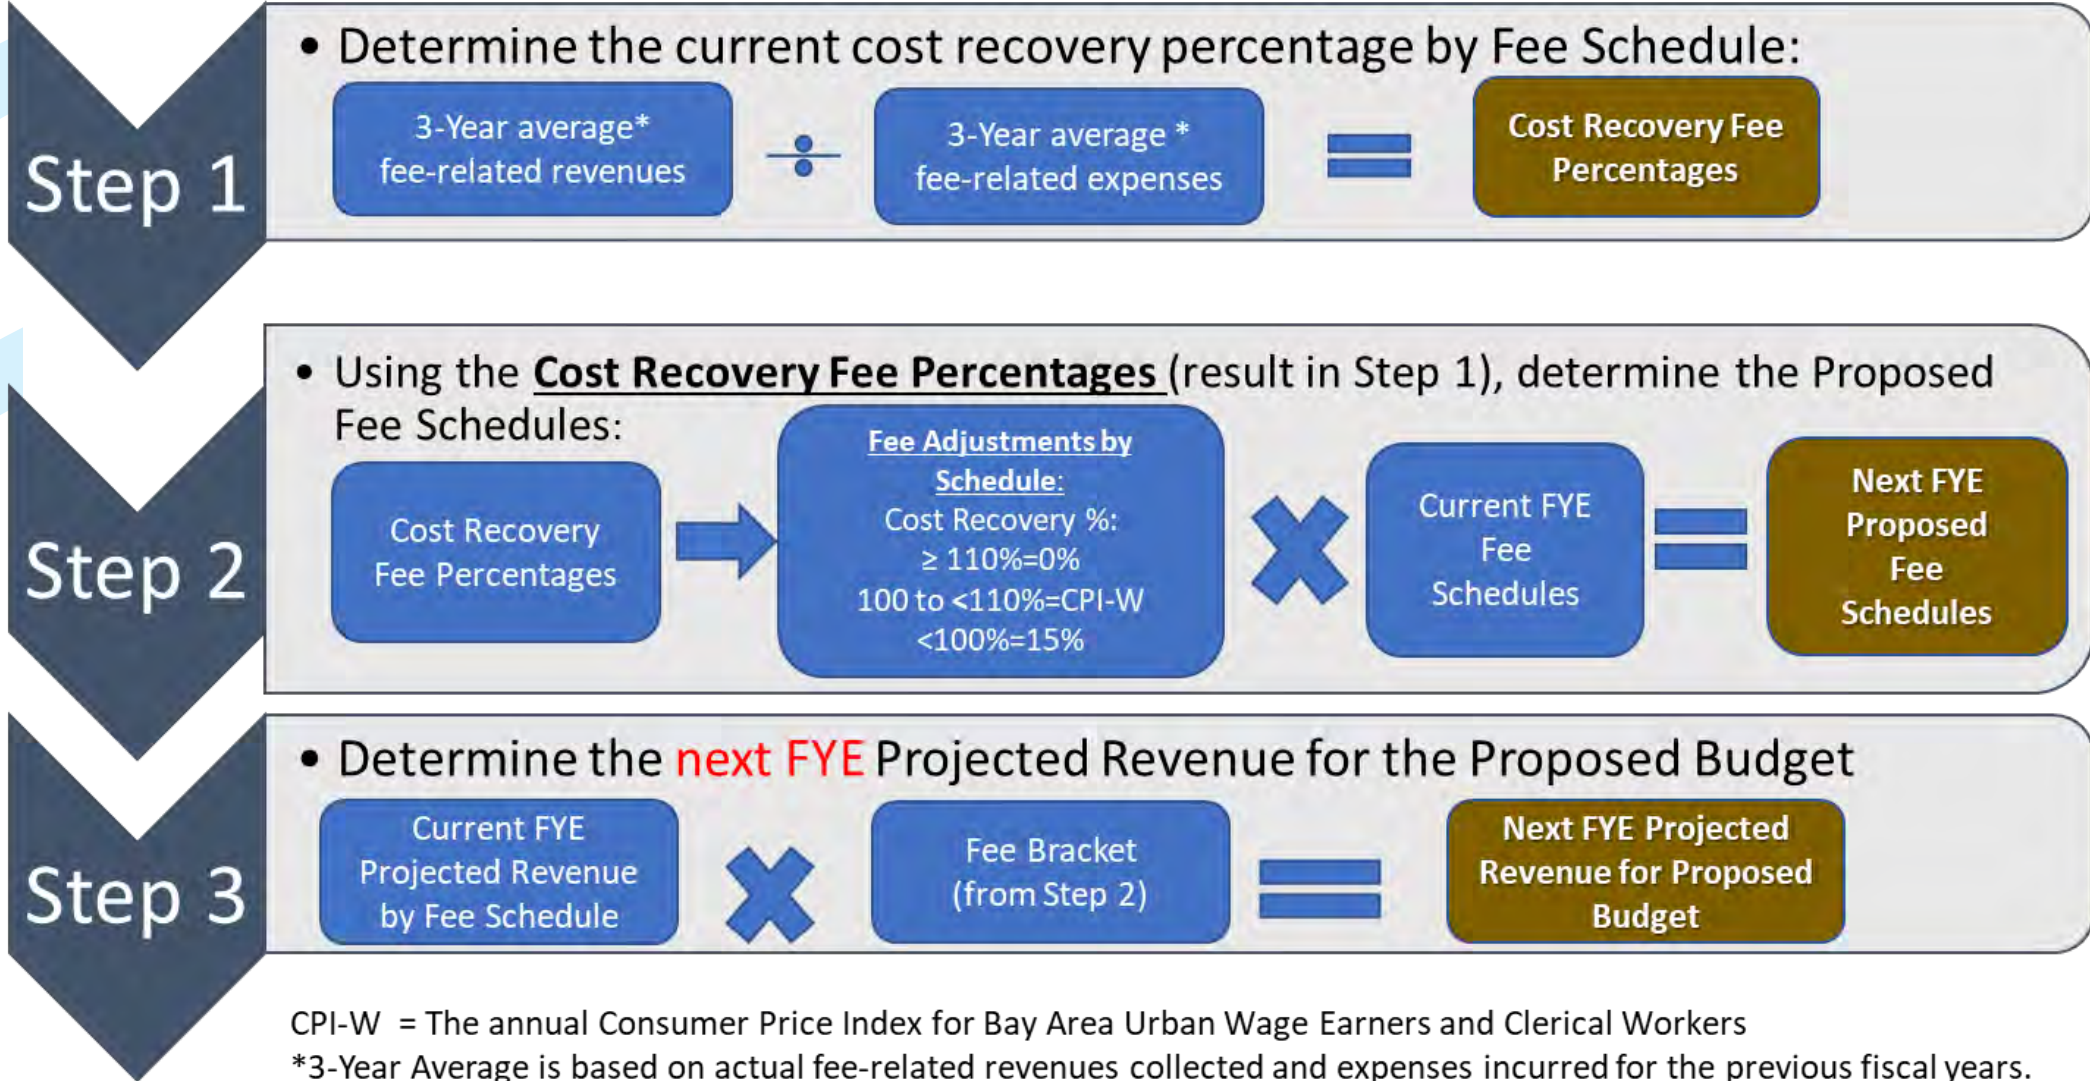 Step 1
• Determine the current cost recovery percentage by Fee Schedule:
3-Year average*
fee-related revenues
÷
3-Year average *
fee-related expenses
=
Cost Recovery Fee
Percentages
Step 2
• Using the Cost Recovery Fee Percentages (result in Step 1), determine the Proposed
Fee Schedules:
Cost Recovery
Fee Percentages
Fee Adjustments by
Schedule:
Cost Recovery %:
≥ 110%=0%
100 to <110%=CPI-W
<100%=15%
Current FYE
Fee
Schedules
=
Next FYE
Proposed
Fee
Schedules
Step 3
• Determine the next FYE Projected Revenue for the Proposed Budget
Current FYE
Projected Revenue
by Fee Schedule
Fee Bracket
(from Step 2)
=
Next FYE Projected
Revenue for Proposed
Budget
CPI-W = The annual Consumer Price Index for Bay Area Urban Wage Earners and Clerical Workers
*3-Year Average is based on actual fee-related revenues collected and expenses incurred for the previous fiscal years.